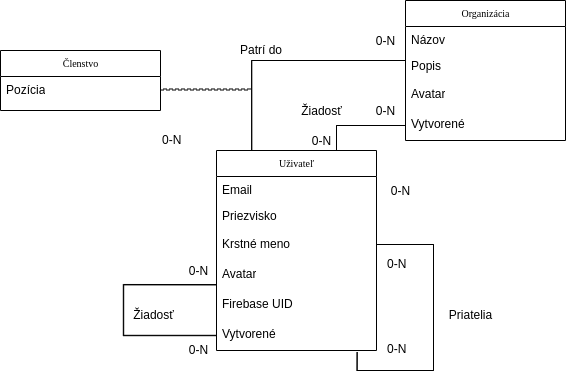 Organizácia
Názov
Popis
Avatar
Vytvorené
0-N
Patrí do
Členstvo
Pozícia
Žiadosť
0-N
0-N
0-N
Užívateľ
Email
Priezvisko
Krstné meno
Avatar
Firebase UID
Vytvorené
0-N
0-N
0-N
Žiadosť
Priatelia
0-N
0-N